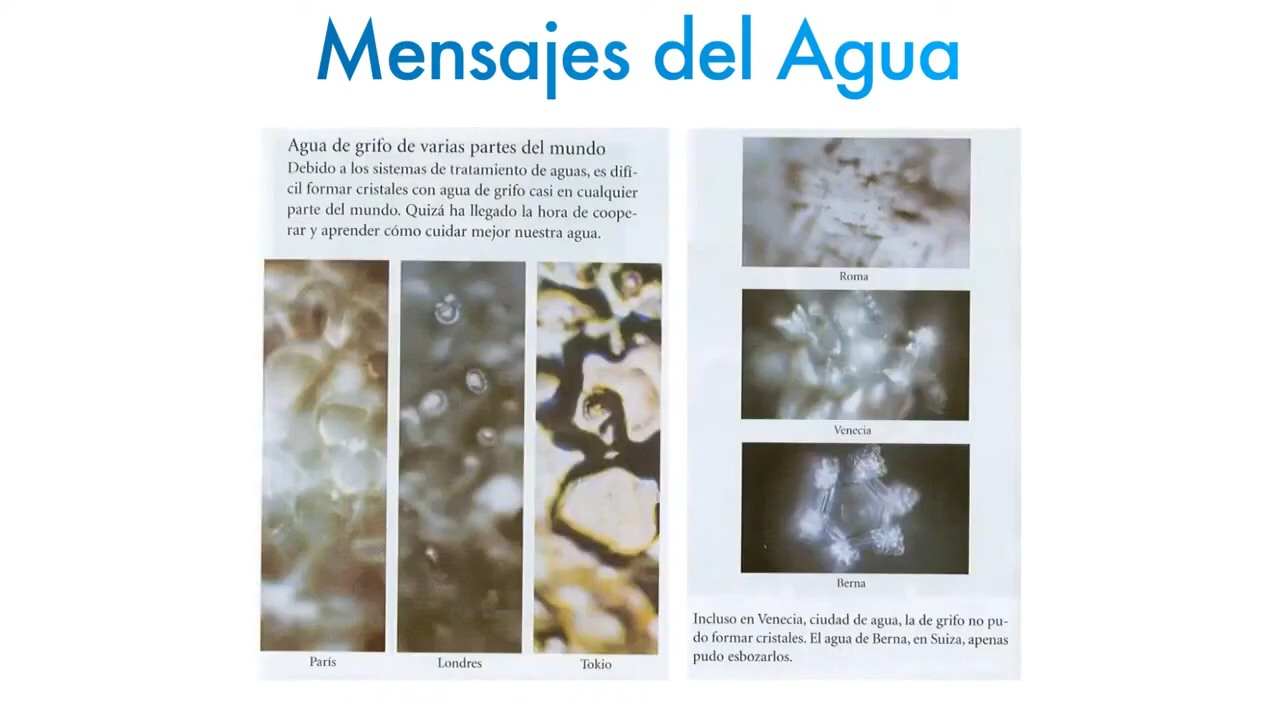 Mensajes del Agua
Agua de grifo de varias partes del mundo
Debido a los sistemas de tratamiento de aguas, es difí-
cil formar cristales con agua de grifo casi en cualquier
parte del mundo. Quizá ha llegado la hora de coope-
rar y aprender cómo cuidar mejor nuestra agua.
París
Londres
Tokio
Roma
Venecia
Berna
Incluso en Venecia, ciudad de agua, la de grifo no pu-
do formar cristales. El agua de Berna, en Suiza, apenas
pudo esbozarlos.